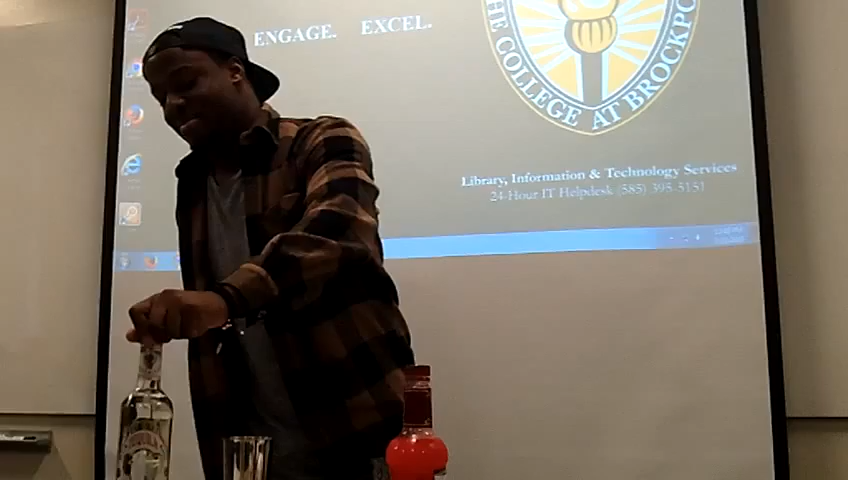 ENGAGE. EXCEL.
THE COLLEGE AT BROCKPO
Library, Information & Technology Services
24-Hour IT Helpdesk (585) 395-5151